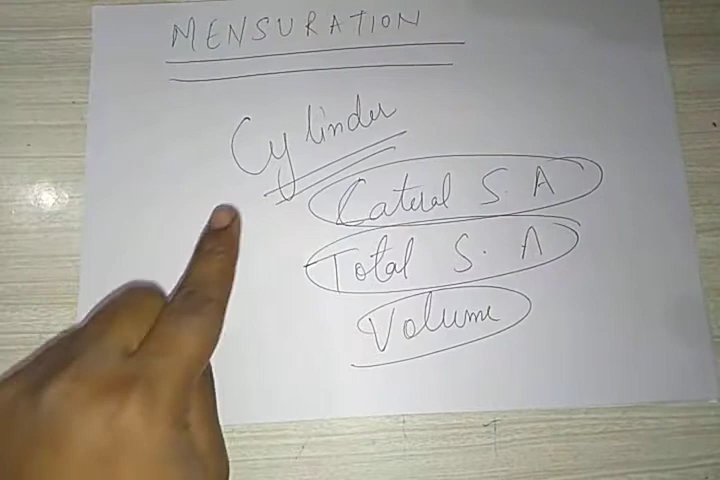 MENSURATION
Cylinder
Lateral S. A
Total S. A
Volume